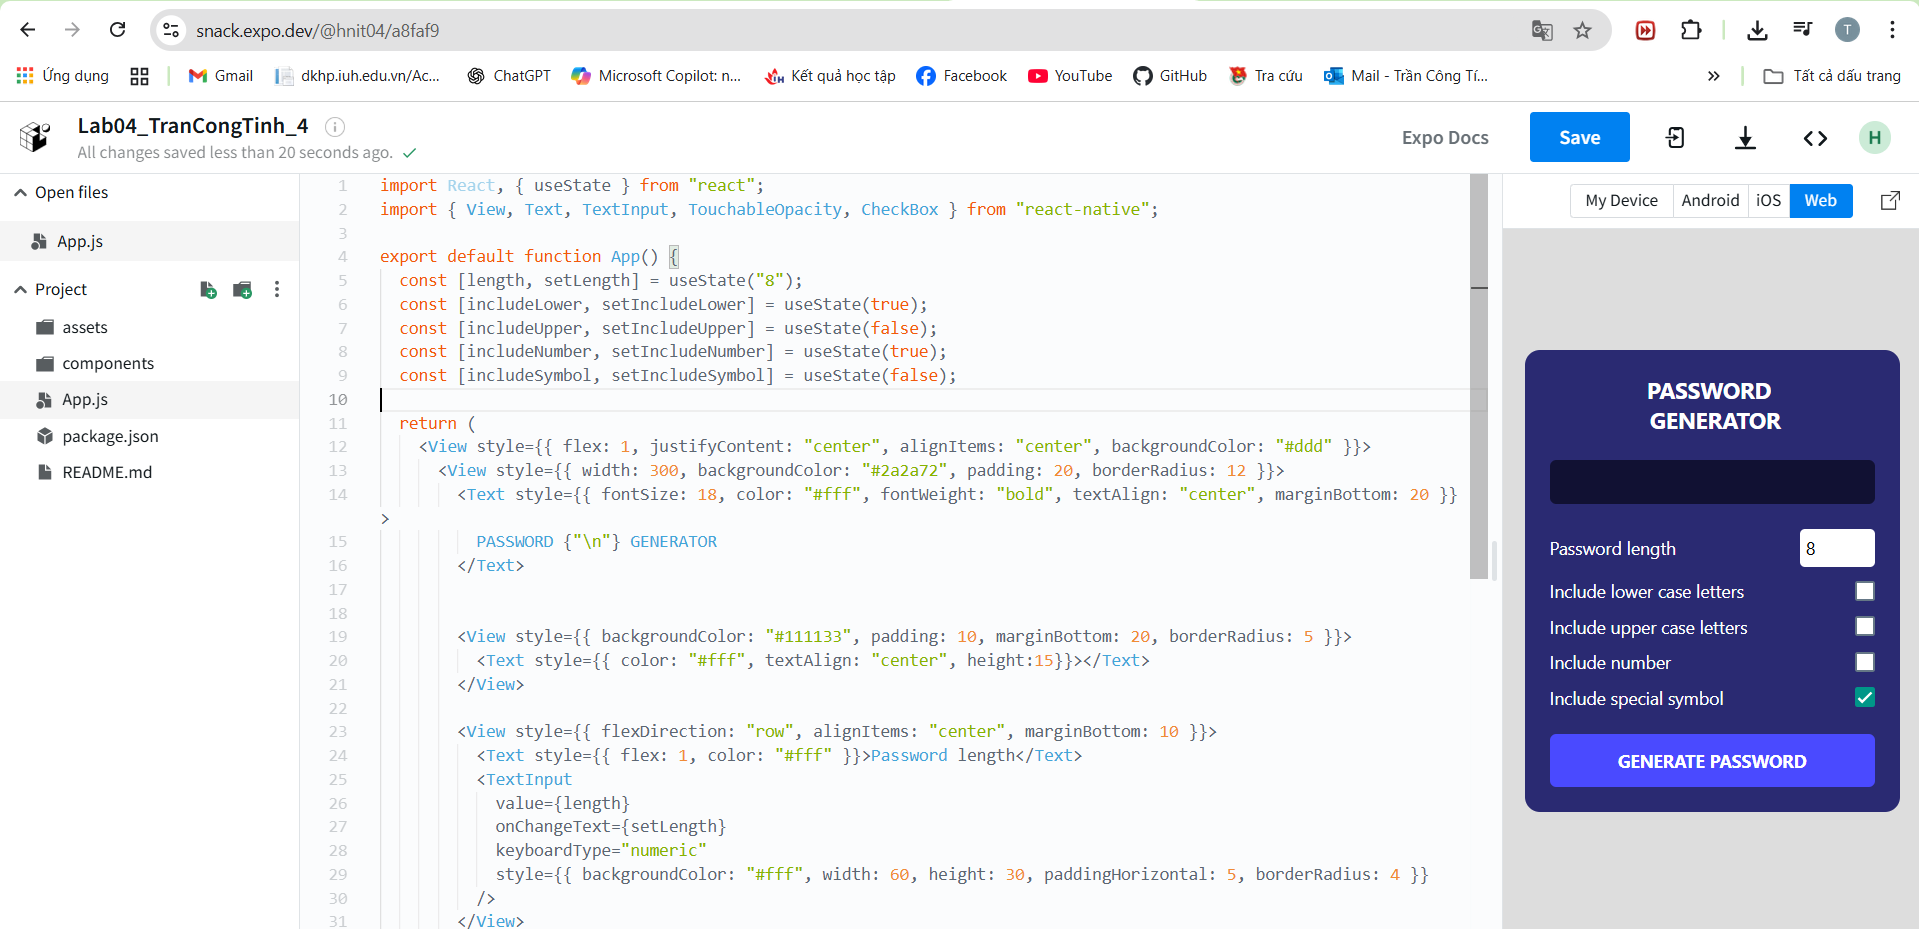 snack.expo.dev/@hnit04/a8faf9
T
Ứng dụng
Gmail
dkhp.iuh.edu.vn/Ac...
ChatGPT
Microsoft Copilot: n...
Kết quả học tập
Facebook
YouTube
GitHub
Tra cứu
Mail - Trần Công Tí...
»
Tất cả dấu trang
Lab04_TranCongTinh_4
All changes saved less than 20 seconds ago.
Expo Docs
Save
H
Open files
App.js
Project
assets
components
App.js
package.json
README.md
1 import React, { useState } from "react";
2 import { View, Text, TextInput, TouchableOpacity, CheckBox } from "react-native";
3
4 export default function App() {
5 const [length, setLength] = useState("8");
6 const [includeLower, setIncludeLower] = useState(true);
7 const [includeUpper, setIncludeUpper] = useState(false);
8 const [includeNumber, setIncludeNumber] = useState(true);
9 const [includeSymbol, setIncludeSymbol] = useState(false);
10
11 return (
12 <View style={{ flex: 1, justifyContent: "center", alignItems: "center", backgroundColor: "#ddd" }}>
13 <View style={{ width: 300, backgroundColor: "#2a2a72", padding: 20, borderRadius: 12 }}>
14 <Text style={{ fontSize: 18, color: "#fff", fontWeight: "bold", textAlign: "center", marginBottom: 20 }}
>
15 PASSWORD {"\n"} GENERATOR
16 </Text>
17
18
19 <View style={{ backgroundColor: "#111133", padding: 10, marginBottom: 20, borderRadius: 5 }}>
20 <Text style={{ color: "#fff", textAlign: "center", height:15}}></Text>
21 </View>
22
23 <View style={{ flexDirection: "row", alignItems: "center", marginBottom: 10 }}>
24 <Text style={{ flex: 1, color: "#fff" }}>Password length</Text>
25 <TextInput
26 value={length}
27 onChangeText={setLength}
28 keyboardType="numeric"
29 style={{ backgroundColor: "#fff", width: 60, height: 30, paddingHorizontal: 5, borderRadius: 4 }}
30 />
31 </View>
My Device
Android
iOS
Web
PASSWORD
GENERATOR
Password length
8
Include lower case letters
Include upper case letters
Include number
Include special symbol
GENERATE PASSWORD